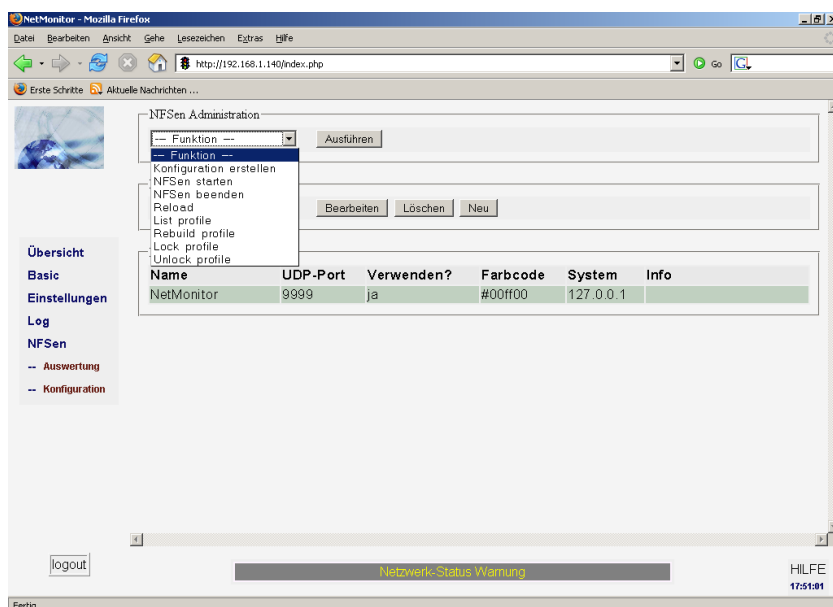 NetMonitor - Mozilla Firefox
Datei Bearbeiten Ansicht Gehe Lesezeichen Extras Hilfe
http://192.168.1.140/index.php
Go
G
Erste Schritte Aktuelle Nachrichten ...
NFSen Administration
--- Funktion ---
Ausführen
--- Funktion ---
Konfiguration erstellen
NFSen starten
NFSen beenden
Reload
List profile
Rebuild profile
Lock profile
Unlock profile
Bearbeiten Löschen Neu
Übersicht
Basic
Einstellungen
Log
NFSen
-- Auswertung
-- Konfiguration
Name UDP-Port Verwenden? Farbcode System Info
NetMonitor 9999 ja #00ff00 127.0.0.1
logout
Netzwerk-Status Warnung
HILFE
17:51:01
Fertig